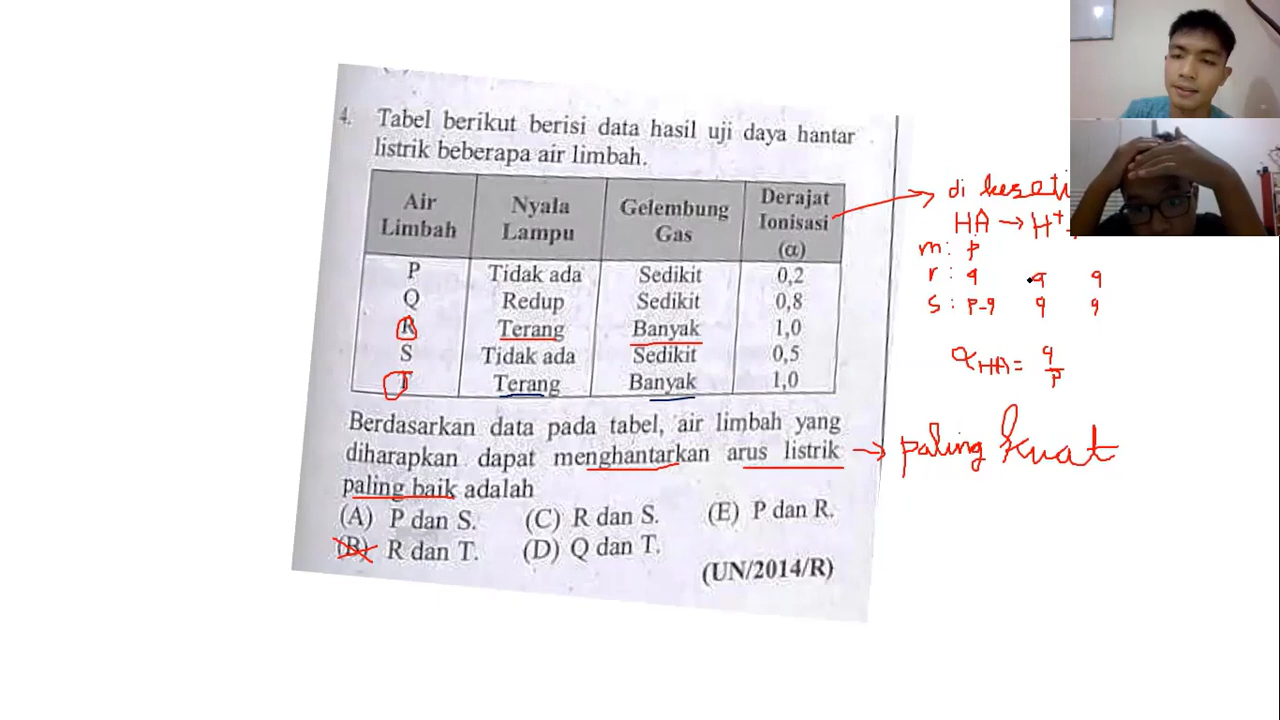 4. Tabel berikut berisi data hasil uji daya hantar
listrik beberapa air limbah.
Air Limbah Nyala Lampu Gelembung Gas Derajat Ionisasi (α)
P Tidak ada Sedikit 0,2
Q Redup Sedikit 0,8
R Terang Banyak 1,0
S Tidak ada Sedikit 0,5
T Terang Banyak 1,0
Berdasarkan data pada tabel, air limbah yang
diharapkan dapat menghantarkan arus listrik
paling baik adalah
(A) P dan S. (C) R dan S. (E) P dan R.
(B) R dan T. (D) Q dan T.
(UN/2014/R)
di
HA → H+
m: p
r: q q q
s: p-q q q
αHA = q/p
→ paling kuat